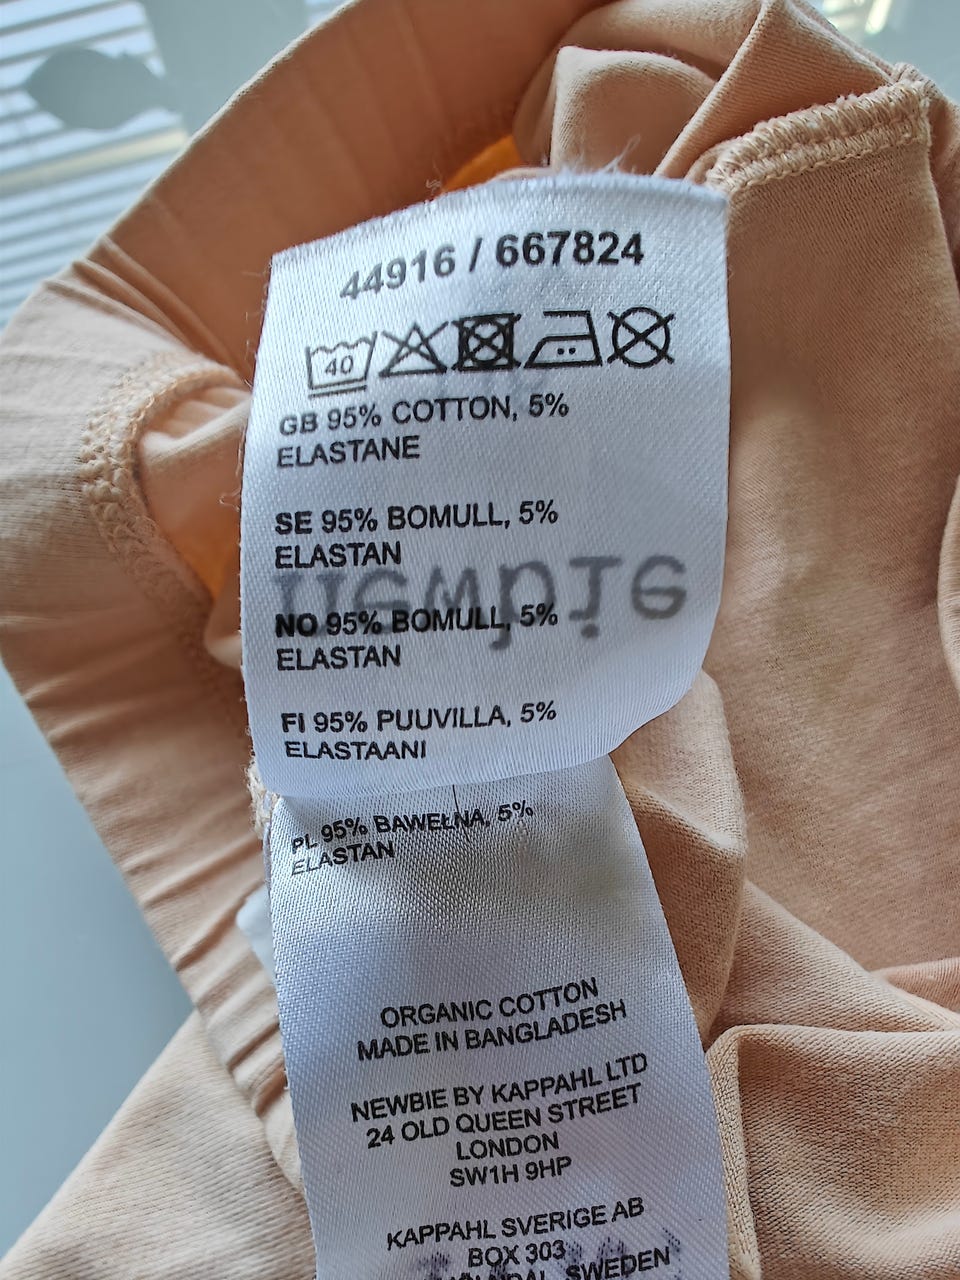 44916 / 667824
40
GB 95% COTTON, 5%
ELASTANE
SE 95% BOMULL, 5%
ELASTAN
NO 95% BOMULL, 5%
ELASTAN
FI 95% PUUVILLA, 5%
ELASTAANI
PL 95% BAWEŁNA, 5%
ELASTAN
ORGANIC COTTON
MADE IN BANGLADESH
NEWBIE BY KAPPAHL LTD
24 OLD QUEEN STREET
LONDON
SW1H 9HP
KAPPAHL SVERIGE AB
BOX 303
SWEDEN